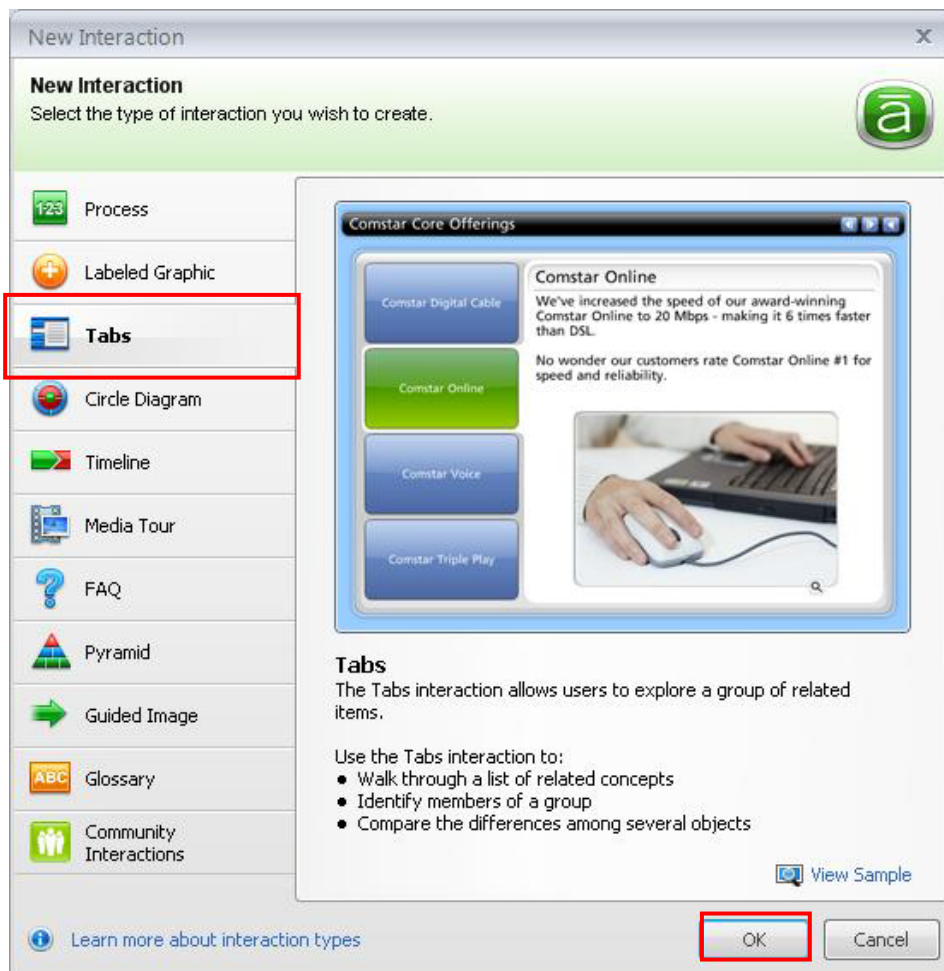 New Interaction
New Interaction
Select the type of interaction you wish to create.
ā
123
Process
Labeled Graphic
Tabs
Circle Diagram
Timeline
Media Tour
FAQ
Pyramid
Guided Image
ABC
Glossary
Community
Interactions
Comstar Core Offerings
Comstar Digital Cable
Comstar Online
Comstar Voice
Comstar Triple Play
Comstar Online
We've increased the speed of our award-winning
Comstar Online to 20 Mbps - making it 6 times faster
than DSL.
No wonder our customers rate Comstar Online #1 for
speed and reliability.
Tabs
The Tabs interaction allows users to explore a group of related
items.
Use the Tabs interaction to:
● Walk through a list of related concepts
● Identify members of a group
● Compare the differences among several objects
View Sample
Learn more about interaction types
OK
Cancel